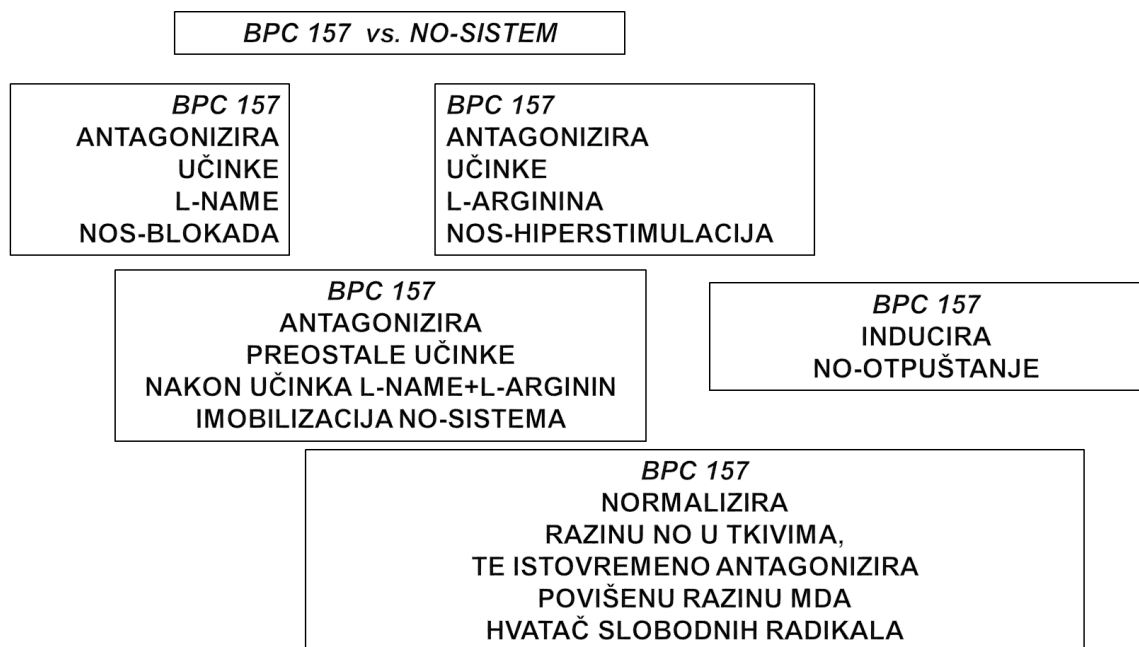 BPC 157 vs. NO-SISTEM
BPC 157
ANTAGONIZIRA
UČINKE
L-NAME
NOS-BLOKADA
BPC 157
ANTAGONIZIRA
UČINKE
L-ARGININA
NOS-HIPERSTIMULACIJA
BPC 157
ANTAGONIZIRA
PREOSTALE UČINKE
NAKON UČINKA L-NAME+L-ARGININ
IMOBILIZACIJA NO-SISTEMA
BPC 157
INDUCIRA
NO-OTPUŠTANJE
BPC 157
NORMALIZIRA
RAZINU NO U TKIVIMA,
TE ISTOVREMENO ANTAGONIZIRA
POVIŠENU RAZINU MDA
HVATAČ SLOBODNIH RADIKALA